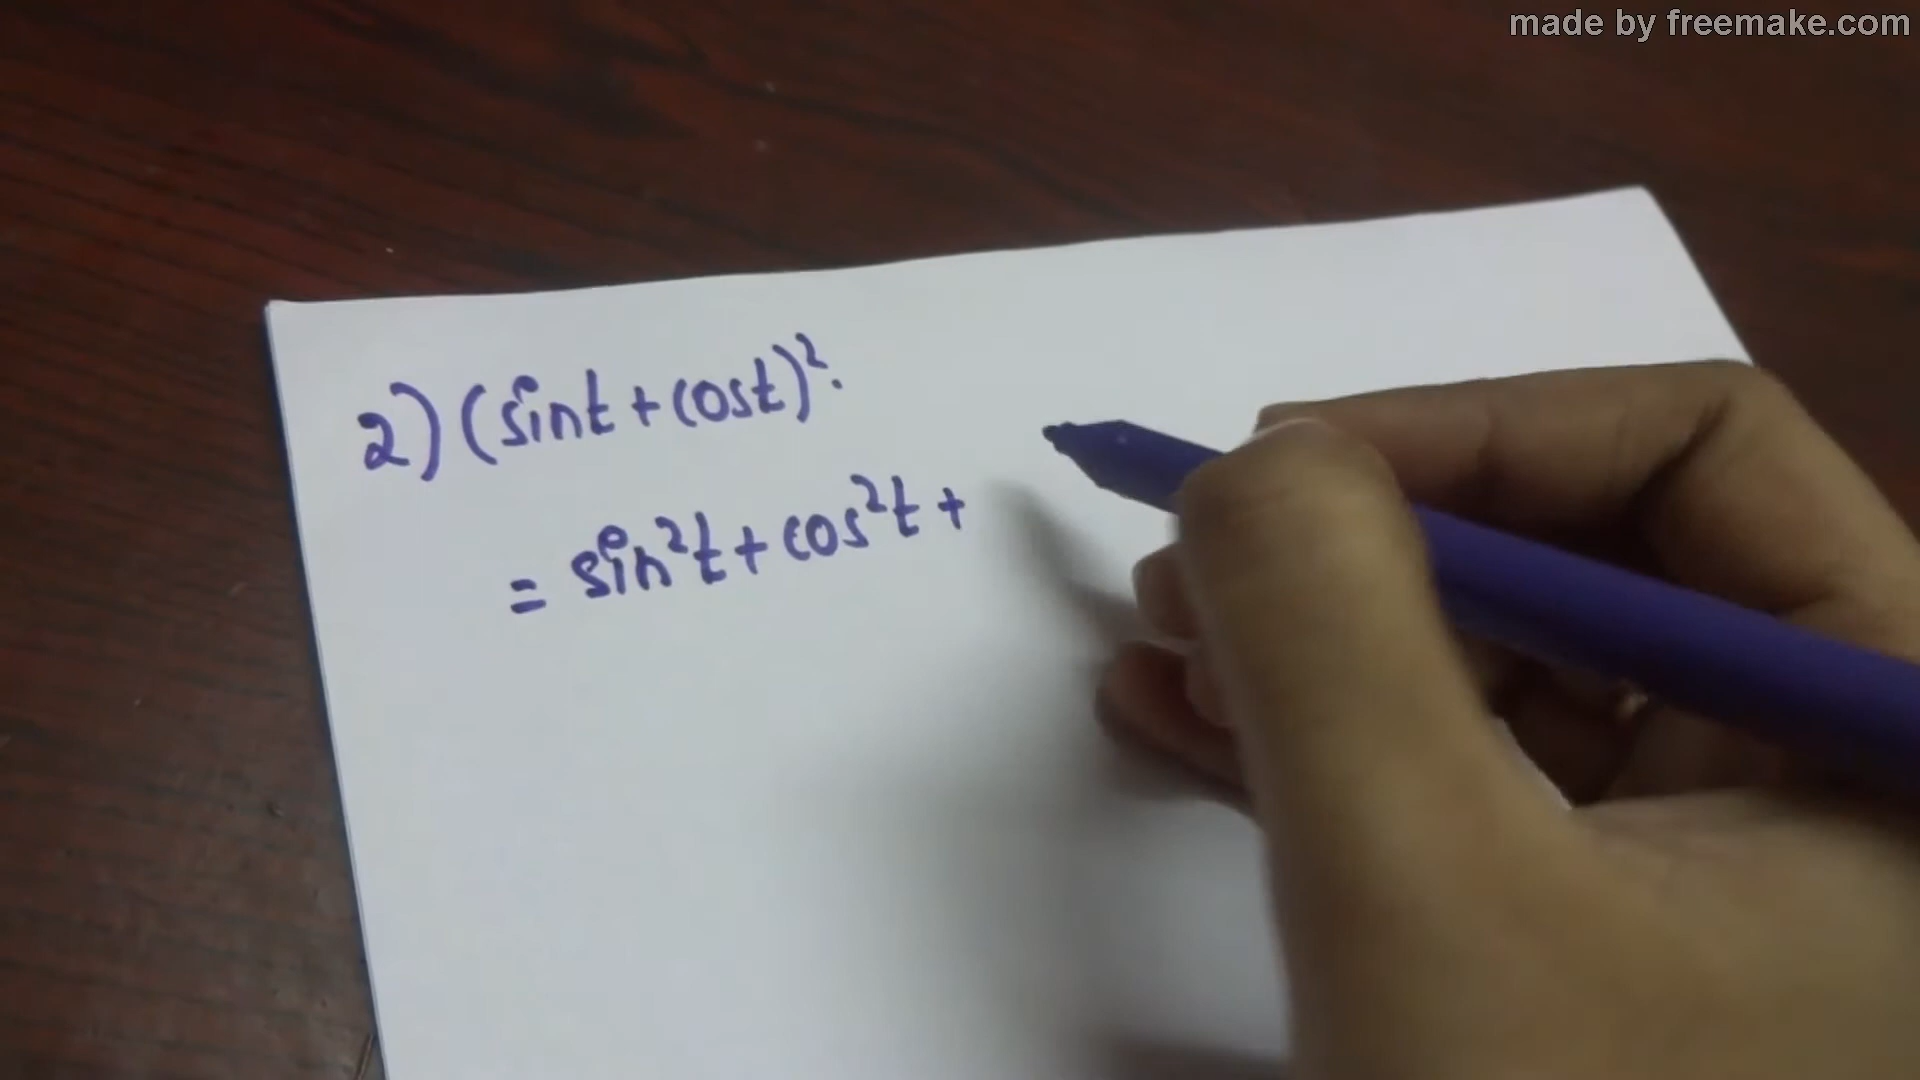 made by freemake.com
2) (sint + cost)².
= sin²t + cos²t +